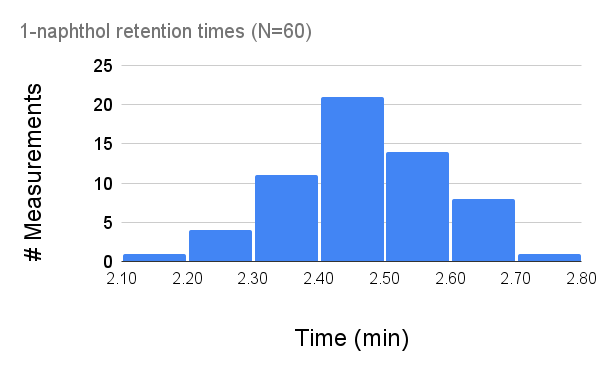 1-naphthol retention times (N=60)
25
20
15
10
5
0
# Measurements
2.10 2.20 2.30 2.40 2.50 2.60 2.70 2.80
Time (min)